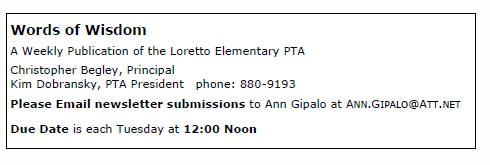 Words of Wisdom
A Weekly Publication of the Loretto Elementary PTA
Christopher Begley, Principal
Kim Dobransky, PTA President phone: 880-9193
Please Email newsletter submissions to Ann Gipalo at ANN.GIPALO@ATT.NET
Due Date is each Tuesday at 12:00 Noon